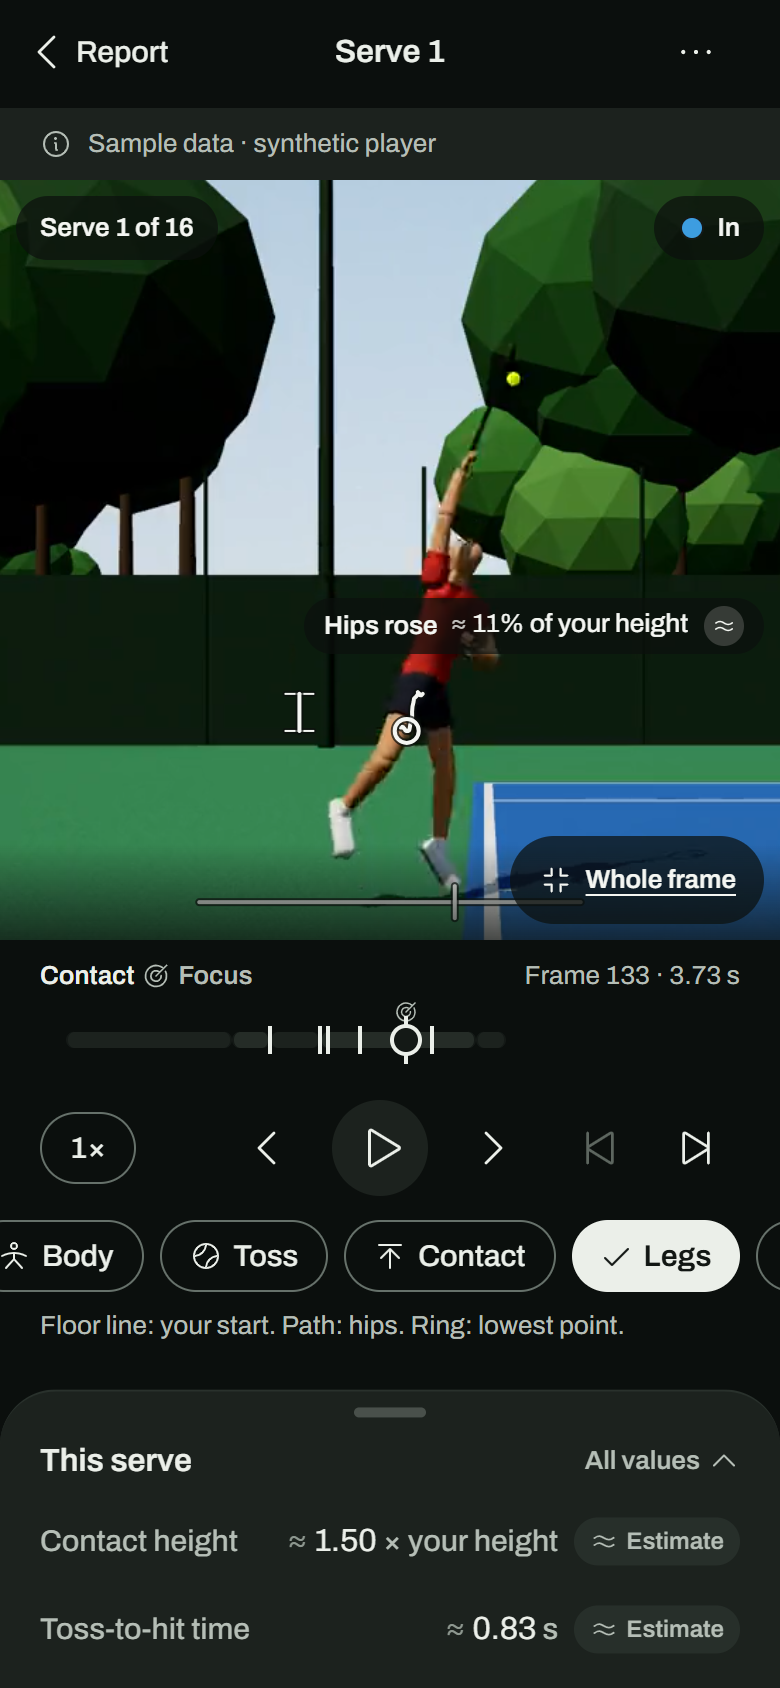 Report
Serve 1
Sample data · synthetic player
Serve 1 of 16
In
Hips rose ≈ 11% of your height
Whole frame
Contact Focus
Frame 133 · 3.73 s
1×
Body
Toss
Contact
Legs
Floor line: your start. Path: hips. Ring: lowest point.
This serve
All values
Contact height
≈ 1.50 × your height
Estimate
Toss-to-hit time
≈ 0.83 s
Estimate